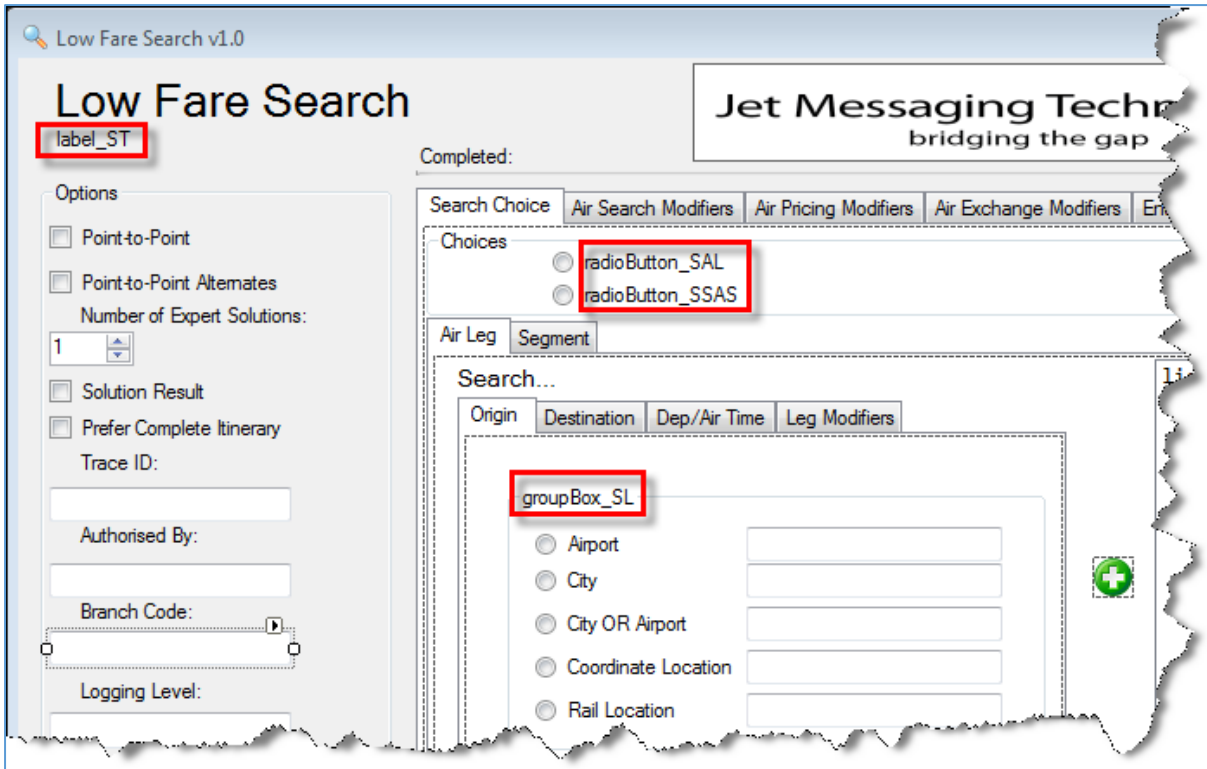 Low Fare Search v1.0
Low Fare Search
label_ST
Jet Messaging
bridging the gap
Completed:
Options
Point-to-Point
Point-to-Point Alternates
Number of Expert Solutions:
1
Solution Result
Prefer Complete Itinerary
Trace ID:
Authorised By:
Branch Code:
Logging Level:
Search Choice Air Search Modifiers Air Pricing Modifiers Air Exchange Modifiers
Choices
radioButton_SAL
radioButton_SSAS
Air Leg Segment
Search...
Origin Destination Dep/Air Time Leg Modifiers
groupBox_SL
Airport
City
City OR Airport
Coordinate Location
Rail Location